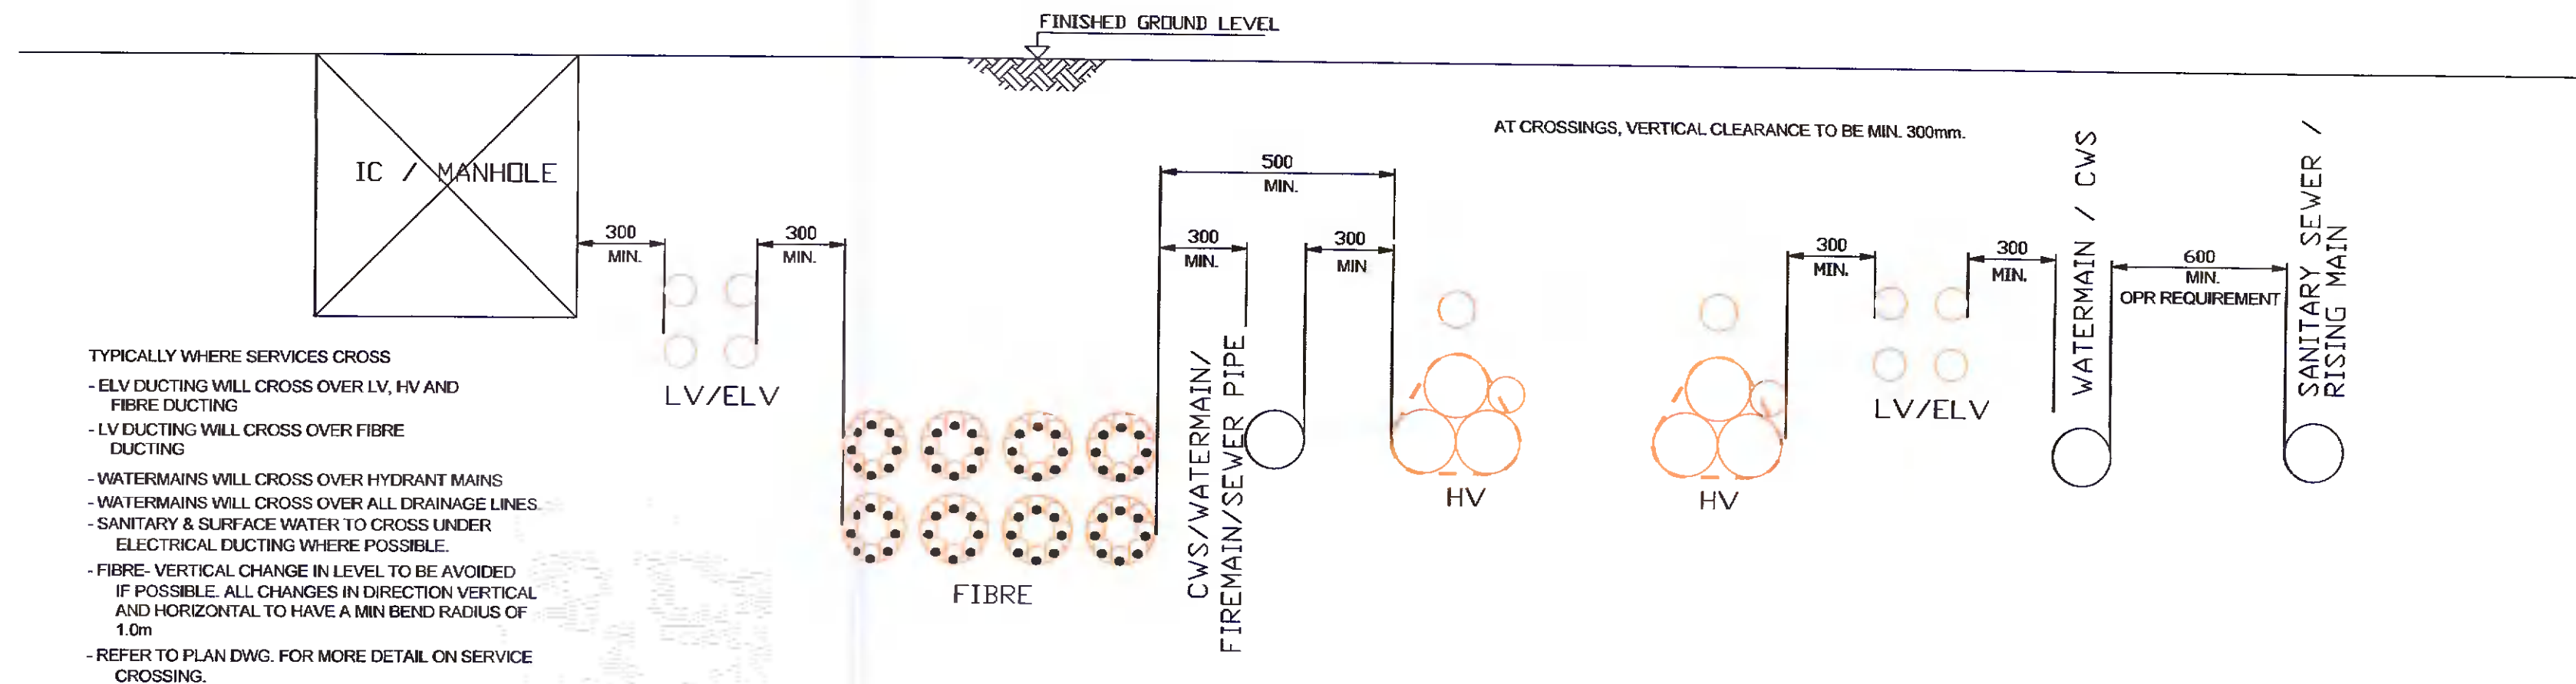 FINISHED GROUND LEVEL
AT CROSSINGS, VERTICAL CLEARANCE TO BE MIN. 300mm.
IC / MANHOLE
300
MIN.
300
MIN.
500
MIN.
300
MIN.
300
MIN
300
MIN.
300
MIN.
600
MIN.
OPR REQUIREMENT
WATERMAIN / CWS
SANITARY SEWER /
RISING MAIN
LV/ELV
FIBRE
CWS/WATERMAIN/
FIREMAIN/SEWER PIPE
HV
HV
LV/ELV
TYPICALLY WHERE SERVICES CROSS
- ELV DUCTING WILL CROSS OVER LV, HV AND
FIBRE DUCTING
- LV DUCTING WILL CROSS OVER FIBRE
DUCTING
- WATERMAINS WILL CROSS OVER HYDRANT MAINS
- WATERMAINS WILL CROSS OVER ALL DRAINAGE LINES.
- SANITARY & SURFACE WATER TO CROSS UNDER
ELECTRICAL DUCTING WHERE POSSIBLE.
- FIBRE- VERTICAL CHANGE IN LEVEL TO BE AVOIDED
IF POSSIBLE. ALL CHANGES IN DIRECTION VERTICAL
AND HORIZONTAL TO HAVE A MIN BEND RADIUS OF
1.0m
- REFER TO PLAN DWG. FOR MORE DETAIL ON SERVICE
CROSSING.